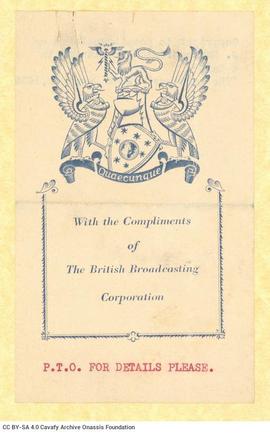 Quaecunque
With the Compliments
of
The British Broadcasting
Corporation
P.T.O. FOR DETAILS PLEASE.
CC BY-SA 4.0 Cavafy Archive Onassis Foundation